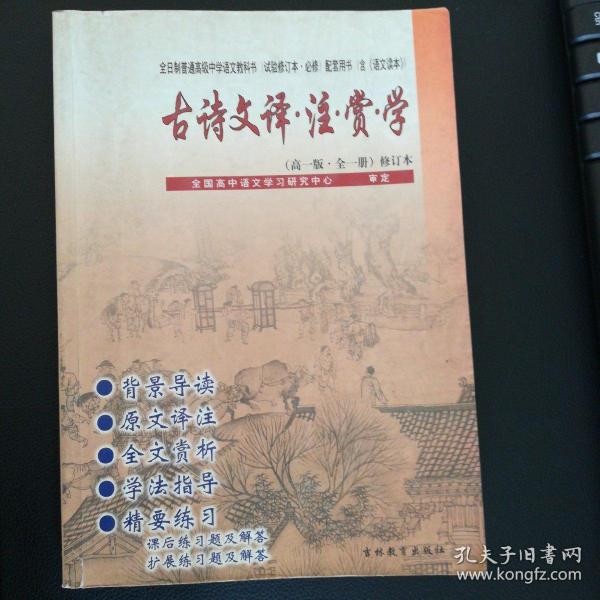 全日制普通高级中学语文教科书（试验修订本·必修）配套用书（含《语文读本》）
古诗文译·注·赏·学
（高一版·全一册）修订本
全国高中语文学习研究中心 审定
●背景导读
●原文译注
●全文赏析
●学法指导
●精要练习
课后练习题及解答
扩展练习题及解答
吉林教育出版社
孔夫子旧书网
www.kongfz.com